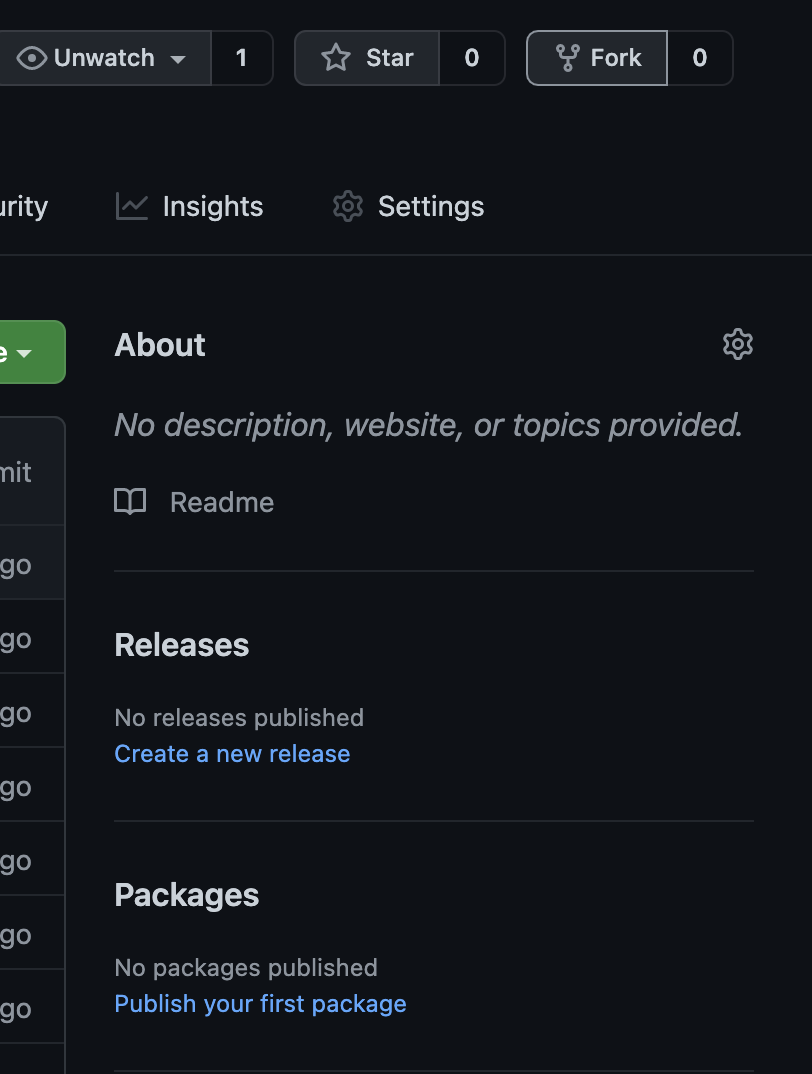 Unwatch 1 Star 0 Fork 0
urity Insights Settings
e About
No description, website, or topics provided.
mit
Readme
go
go
Releases
go
No releases published
Create a new release
go
go
Packages
go
No packages published
Publish your first package
go